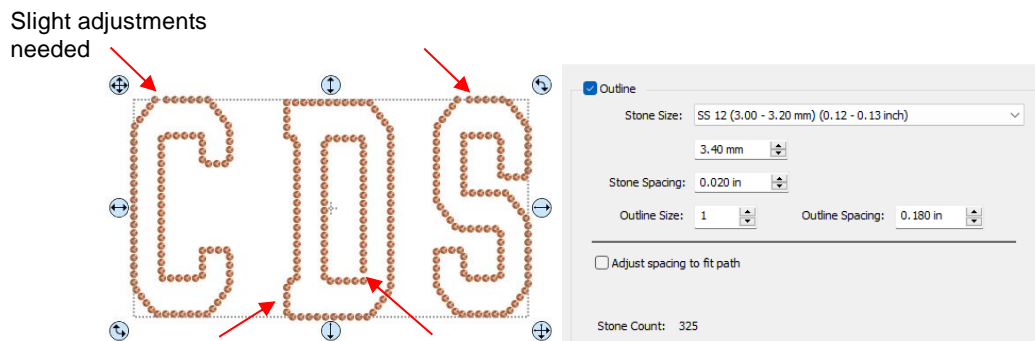 Slight adjustments
needed
CDS
Outline
Stone Size: SS 12 (3.00 - 3.20 mm) (0.12 - 0.13 inch)
3.40 mm
Stone Spacing: 0.020 in
Outline Size: 1 Outline Spacing: 0.180 in
Adjust spacing to fit path
Stone Count: 325